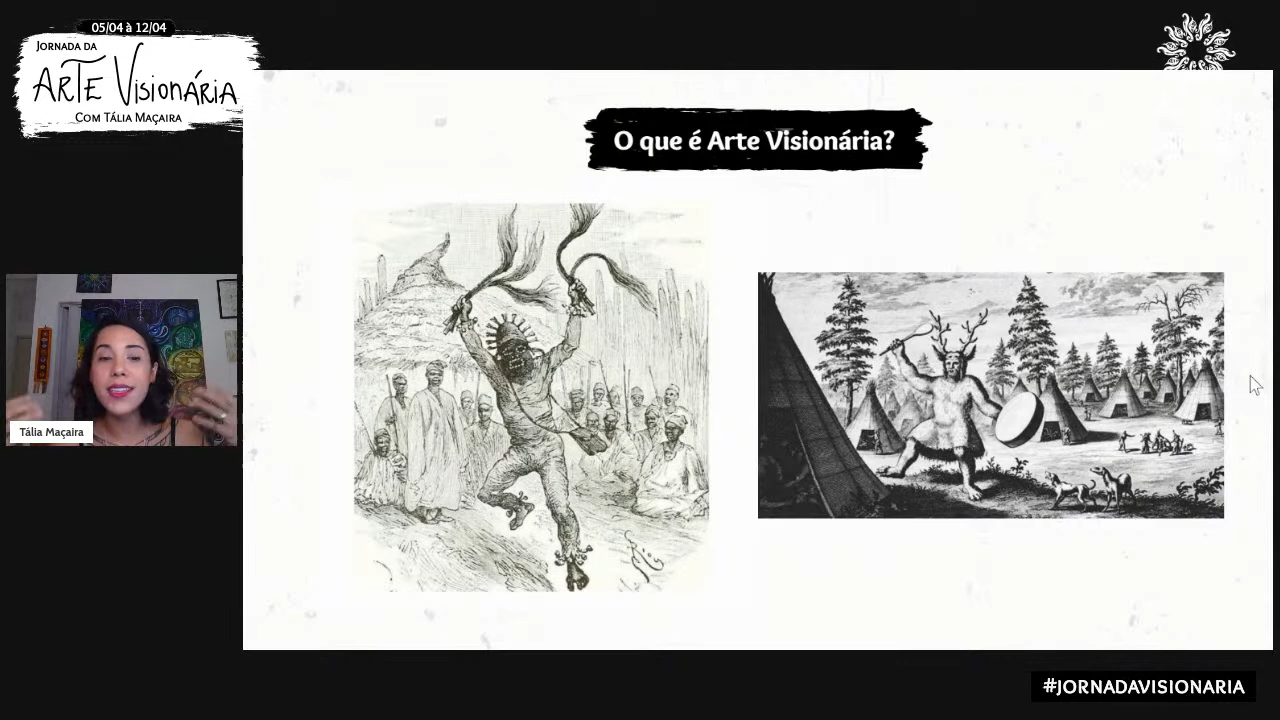 05/04 à 12/04
JORNADA DA
ARTE VISIONÁRIA
COM TÁLIA MAÇAIRA
O que é Arte Visionária?
Tália Maçaira
#JORNADAVISIONARIA